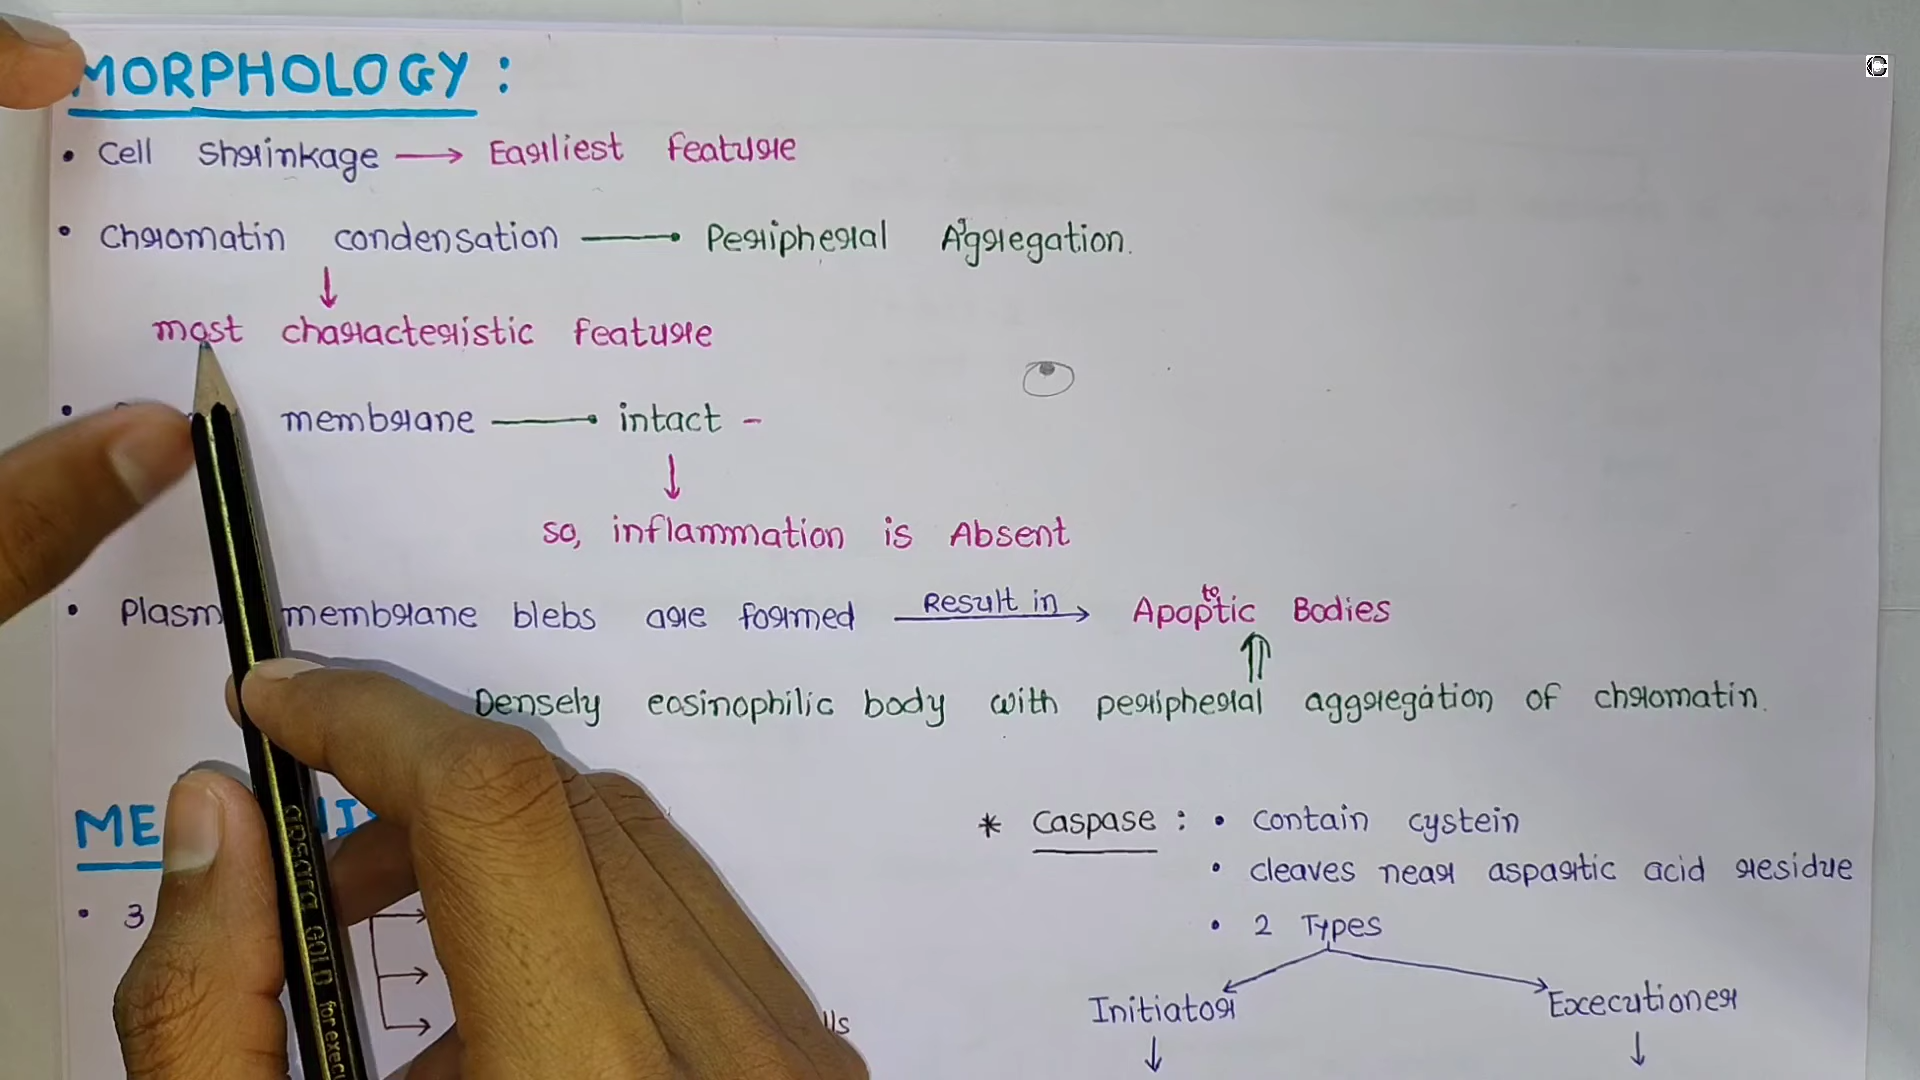 MORPHOLOGY :
• Cell Shrinkage → Earliest feature
• Chromatin condensation → Peripheral Aggregation.
↓
most characteristic feature
• membrane → intact -
↓
so, inflammation is Absent
• Plasm membrane blebs are formed Result in → Apoptotic Bodies
⇑
Densely eosinophilic body with peripheral aggregation of chromatin.
ME
* Caspase : • contain cystein
• cleaves near aspartic acid residue
• 3
• 2 Types
Initiator Executioner
↓ ↓
lls